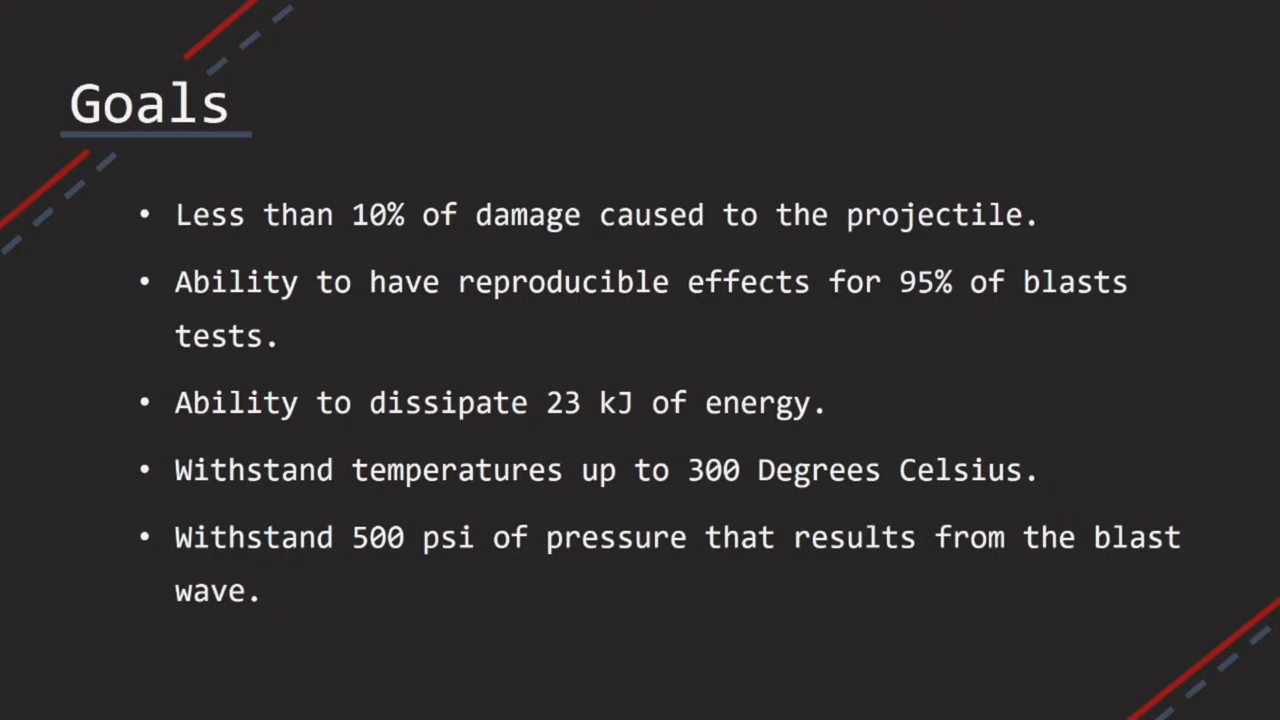 Goals
• Less than 10% of damage caused to the projectile.
• Ability to have reproducible effects for 95% of blasts
tests.
• Ability to dissipate 23 kJ of energy.
• Withstand temperatures up to 300 Degrees Celsius.
• Withstand 500 psi of pressure that results from the blast
wave.